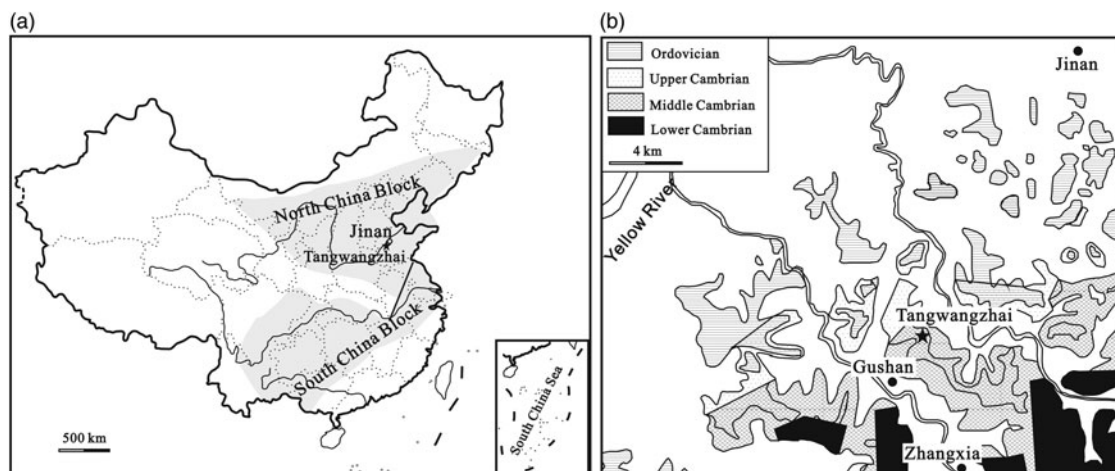 (a)
North China Block
Jinan
Tangwangzhai
South China Block
500 km
South China Sea
(b)
Ordovician
Upper Cambrian
Middle Cambrian
Lower Cambrian
4 km
Jinan
Yellow River
Tangwangzhai
Gushan
Zhangxia